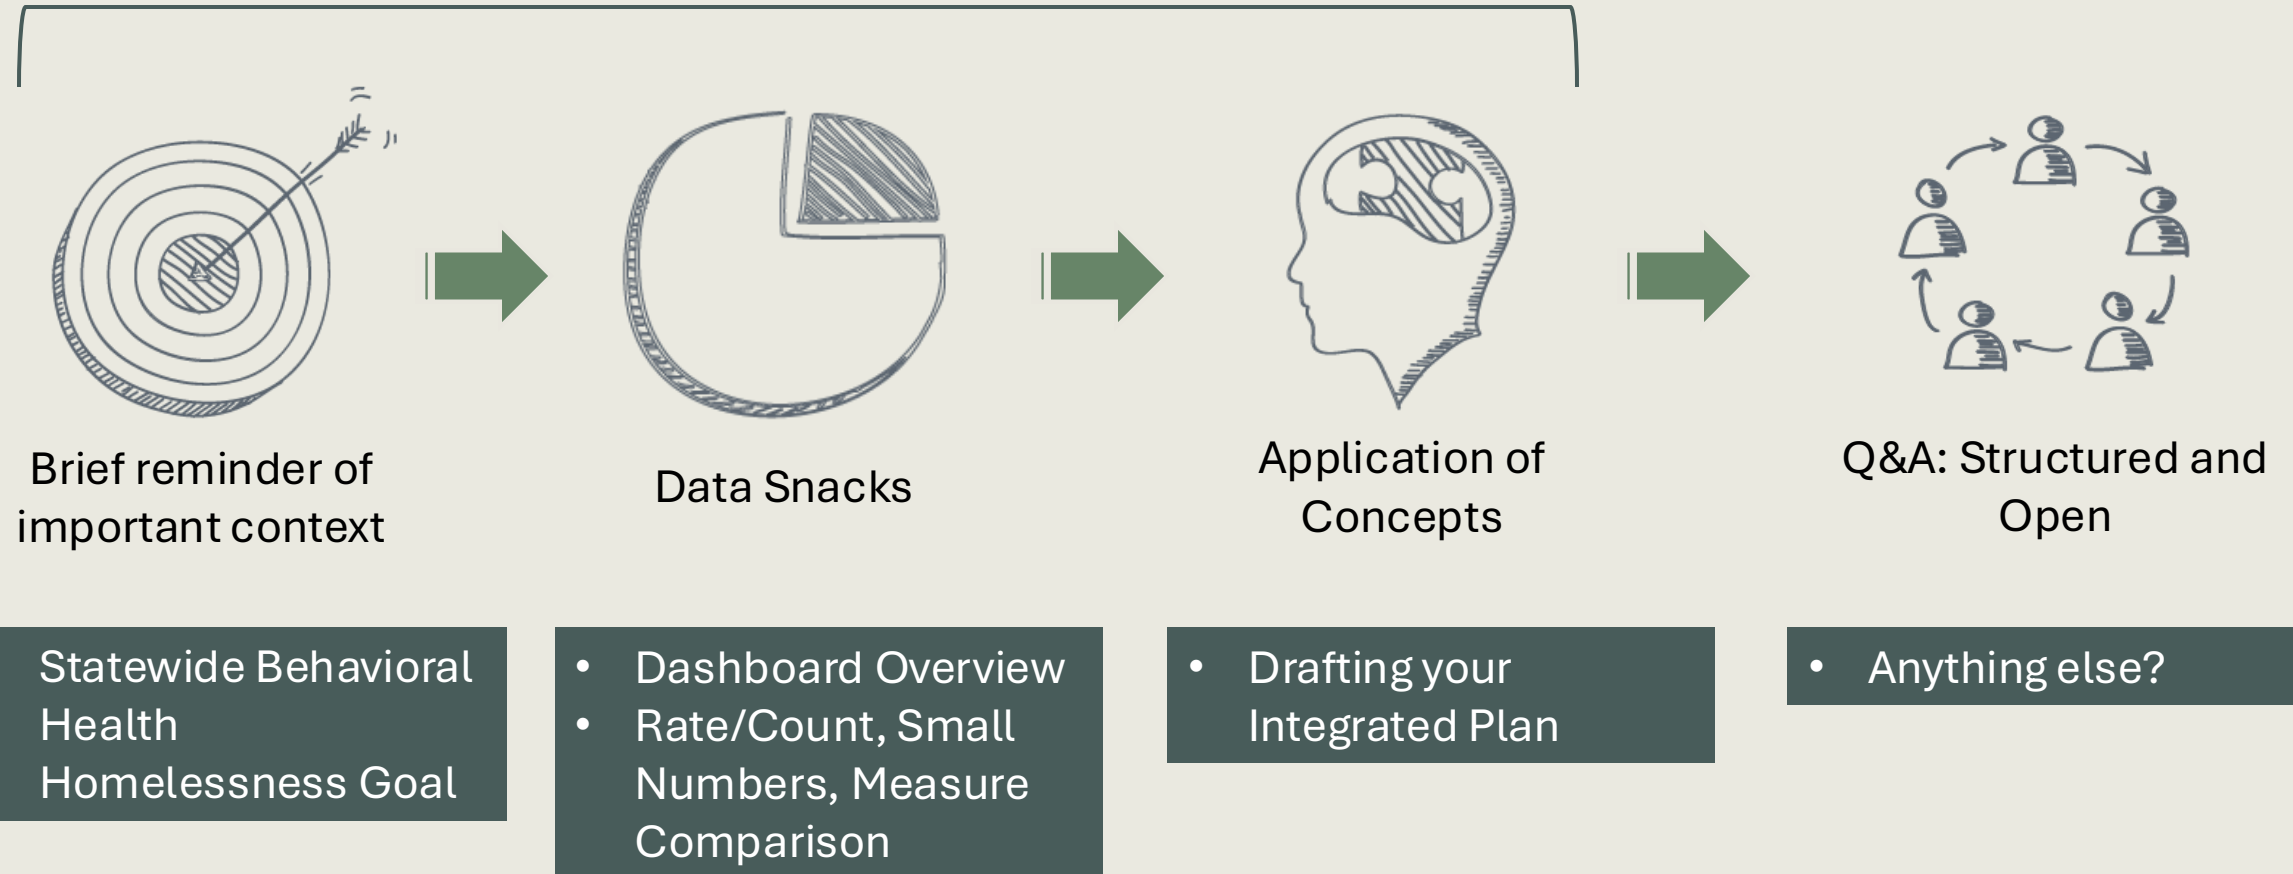 Brief reminder of
important context
Data Snacks
Application of
Concepts
Q&A: Structured and
Open
Statewide Behavioral
Health
Homelessness Goal
• Dashboard Overview
• Rate/Count, Small
Numbers, Measure
Comparison
• Drafting your
Integrated Plan
• Anything else?